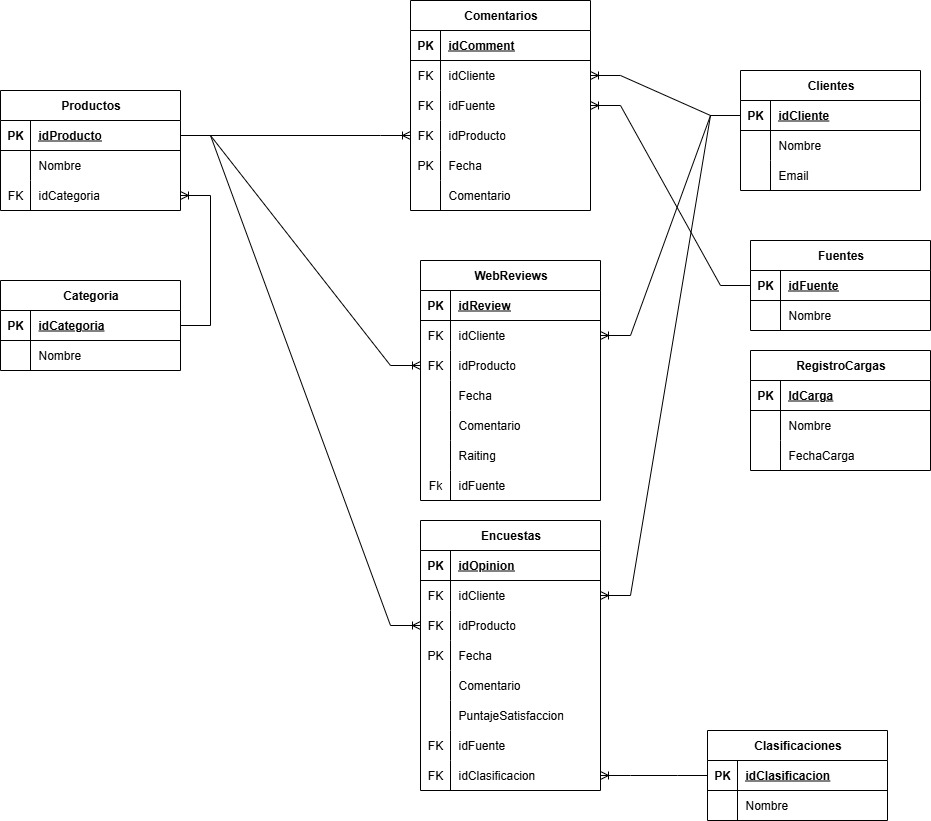 Comentarios
PK idComment
FK idCliente
FK idFuente
FK idProducto
PK Fecha
Comentario
Productos
PK idProducto
Nombre
FK idCategoria
Categoria
PK idCategoria
Nombre
WebReviews
PK idReview
FK idCliente
FK idProducto
Fecha
Comentario
Raiting
Fk idFuente
Encuestas
PK idOpinion
FK idCliente
FK idProducto
PK Fecha
Comentario
PuntajeSatisfaccion
FK idFuente
FK idClasificacion
Clientes
PK idCliente
Nombre
Email
Fuentes
PK idFuente
Nombre
RegistroCargas
PK IdCarga
Nombre
FechaCarga
Clasificaciones
PK idClasificacion
Nombre